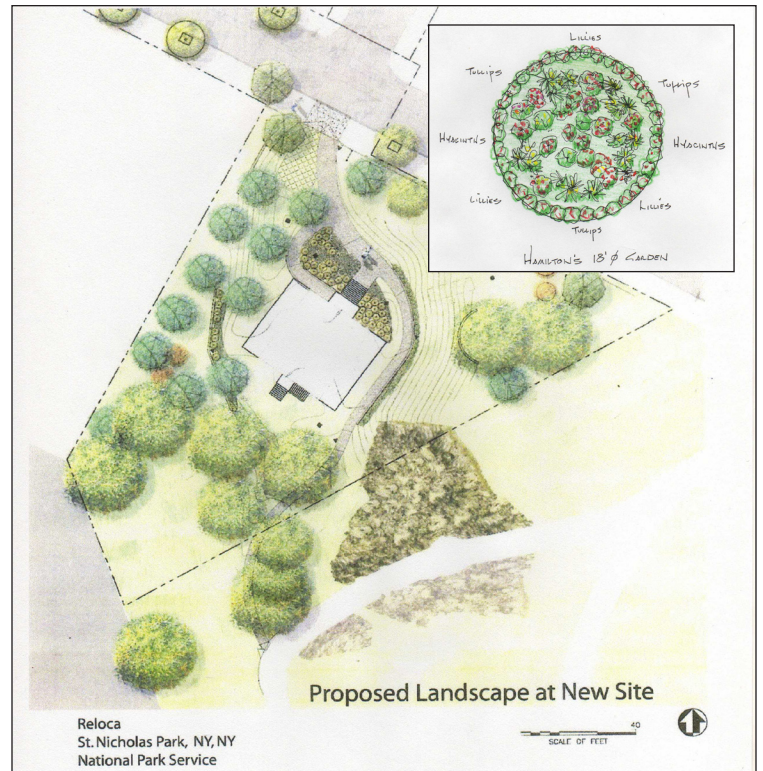 Lillies
Tullips
Tullips
Hyacinths
Hyacinths
Lillies
Lillies
Tullips
Hamilton's 18' Ø Garden
Proposed Landscape at New Site
Reloca
St. Nicholas Park, NY, NY
National Park Service
40
SCALE OF FEET